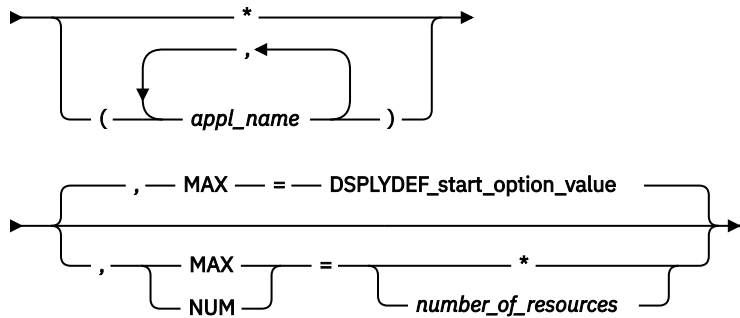 *
,
( appl_name )
, MAX = DSPLYDEF_start_option_value
, MAX = *
NUM number_of_resources